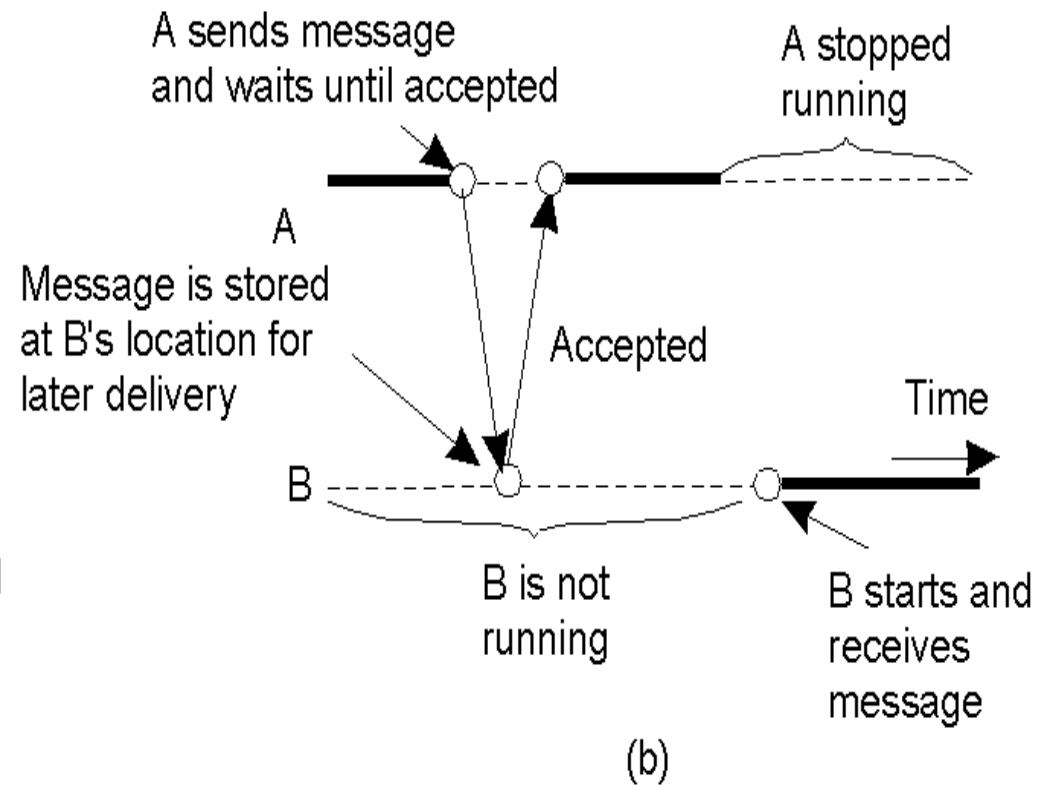 A sends message
and waits until accepted
A stopped
running
A
Message is stored
at B's location for
later delivery
Accepted
Time
B
B is not
running
B starts and
receives
message
(b)